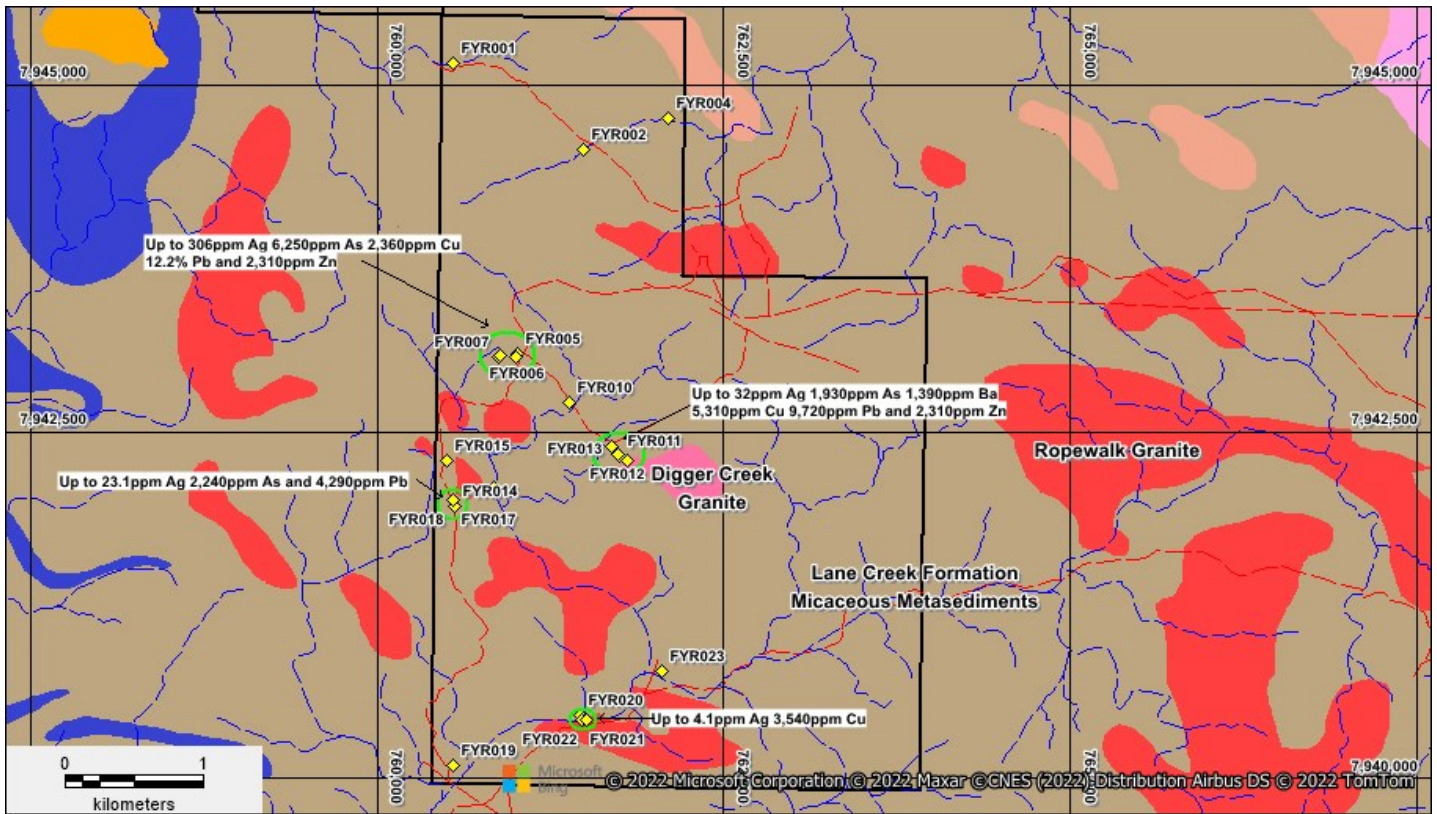 760,000
762,500
765,000
FYR001
7,945,000
7,945,000
FYR004
FYR002
Up to 306ppm Ag 6,250ppm As 2,360ppm Cu
12.2% Pb and 2,310ppm Zn
FYR007
FYR005
FYR006
FYR010
Up to 32ppm Ag 1,930ppm As 1,390ppm Ba
5,310ppm Cu 9,720ppm Pb and 2,310ppm Zn
7,942,500
7,942,500
FYR015
FYR013
FYR011
FYR012
Ropewalk Granite
Digger Creek
Granite
Up to 23.1ppm Ag 2,240ppm As and 4,290ppm Pb
FYR014
FYR018
FYR017
Lane Creek Formation
Micaceous Metasediments
FYR023
FYR020
Up to 4.1ppm Ag 3,540ppm Cu
FYR022
FYR021
FYR019
760,000
7,940,000
0
1
kilometers
Microsoft
Bing
© 2022 Microsoft Corporation © 2022 Maxar ©CNES (2022) Distribution Airbus DS © 2022 TomTom